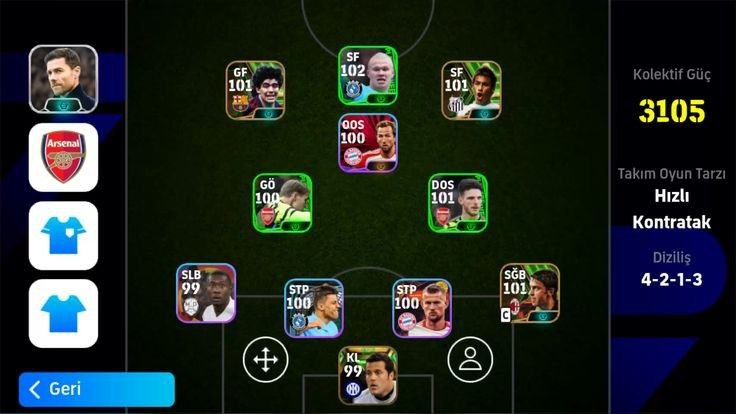 Kolektif Güç
3105
Takım Oyun Tarzı
Hızlı
Kontratak
Diziliş
4-2-1-3
Arsenal
GF
101
SF
102
SF
101
QOS
100
GÖ
100
DOS
101
SLB
99
STP
100
STP
100
SĞB
101
C
KL
99
Geri